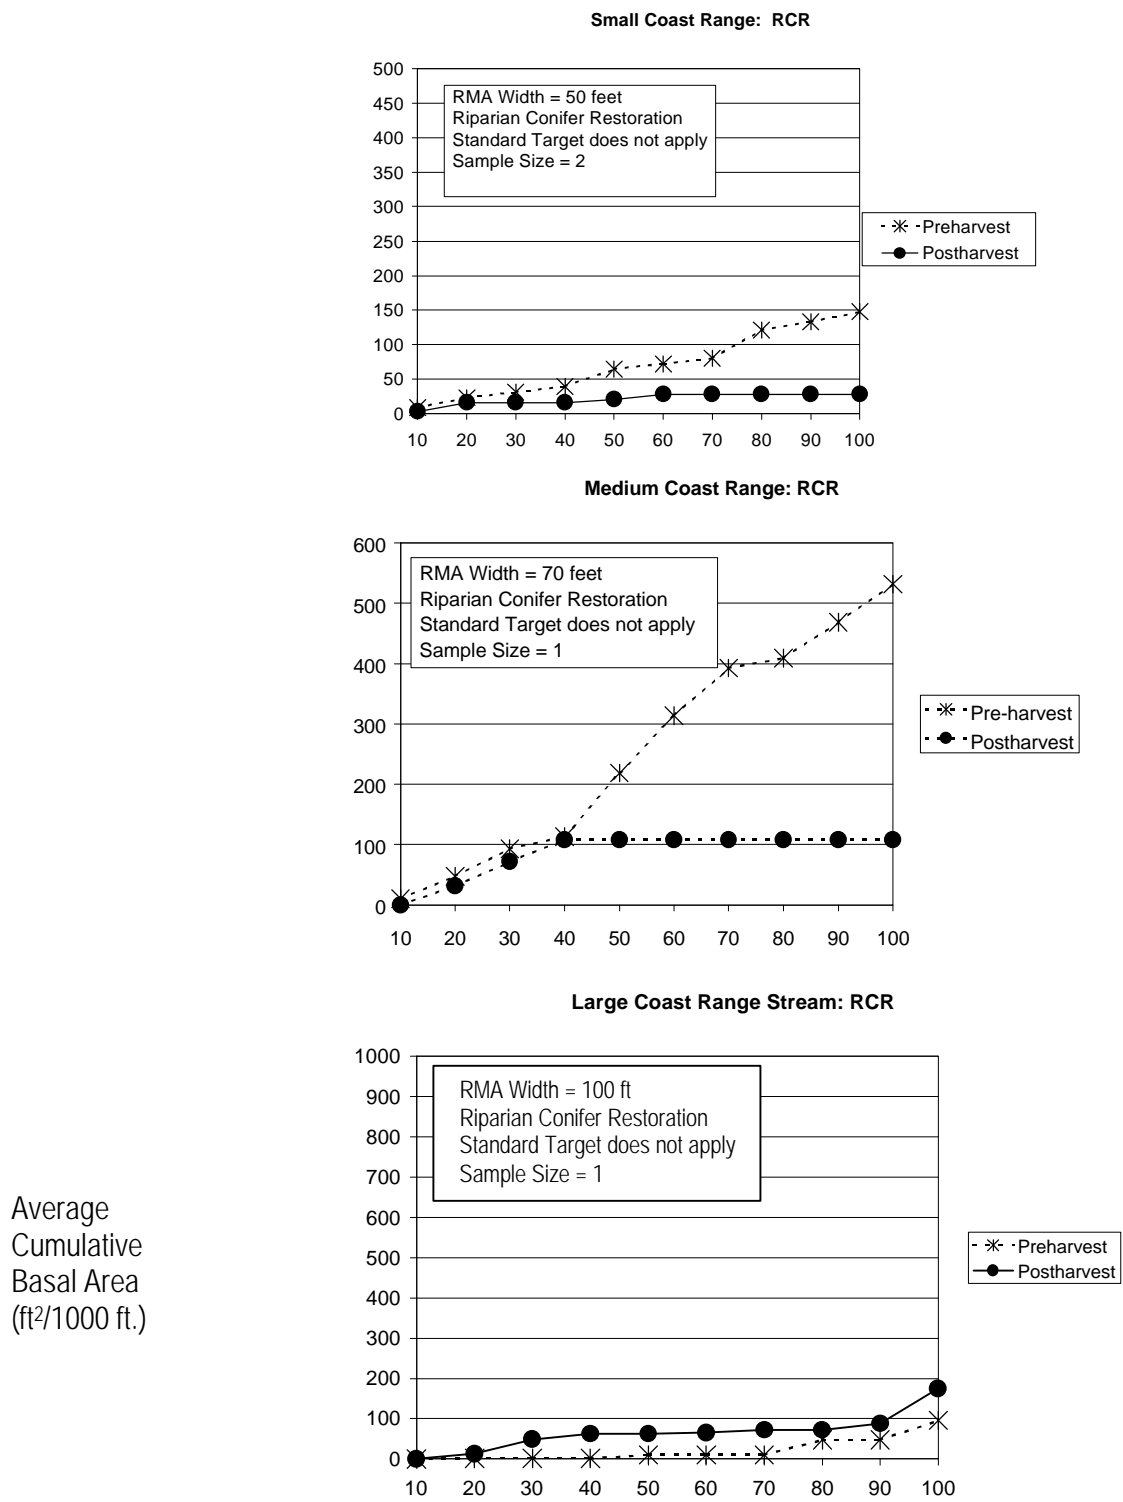 Small Coast Range:  RCR
500
450
400
350
300
250
200
150
100
50
0
RMA Width = 50 feet
Riparian Conifer Restoration
Standard Target does not apply
Sample Size = 2
Preharvest
Postharvest
10 20 30 40 50 60 70 80 90 100
Medium Coast Range: RCR
600
500
400
300
200
100
0
RMA Width = 70 feet
Riparian Conifer Restoration
Standard Target does not apply
Sample Size = 1
Pre-harvest
Postharvest
10 20 30 40 50 60 70 80 90 100
Large Coast Range Stream: RCR
1000
900
800
700
600
500
400
300
200
100
0
RMA Width = 100 ft
Riparian Conifer Restoration
Standard Target does not apply
Sample Size = 1
Average
Cumulative
Basal Area
(ft²/1000 ft.)
Preharvest
Postharvest
10 20 30 40 50 60 70 80 90 100